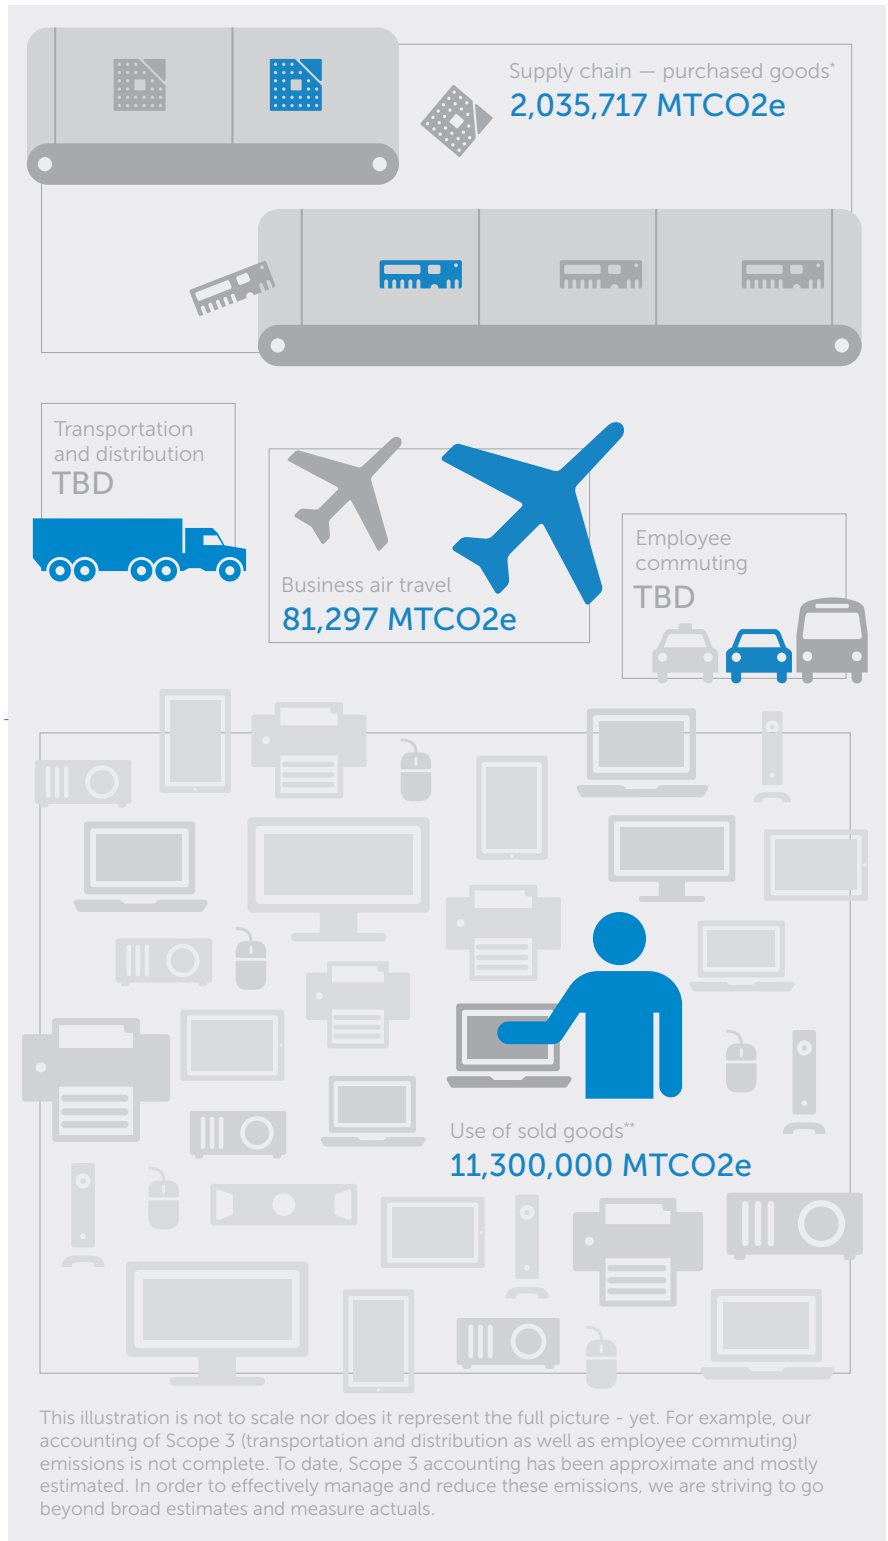 Supply chain — purchased goods*
2,035,717 MTCO2e
Transportation
and distribution
TBD
Business air travel
81,297 MTCO2e
Employee
commuting
TBD
Use of sold goods**
11,300,000 MTCO2e
This illustration is not to scale nor does it represent the full picture - yet. For example, our
accounting of Scope 3 (transportation and distribution as well as employee commuting)
emissions is not complete. To date, Scope 3 accounting has been approximate and mostly
estimated. In order to effectively manage and reduce these emissions, we are striving to go
beyond broad estimates and measure actuals.